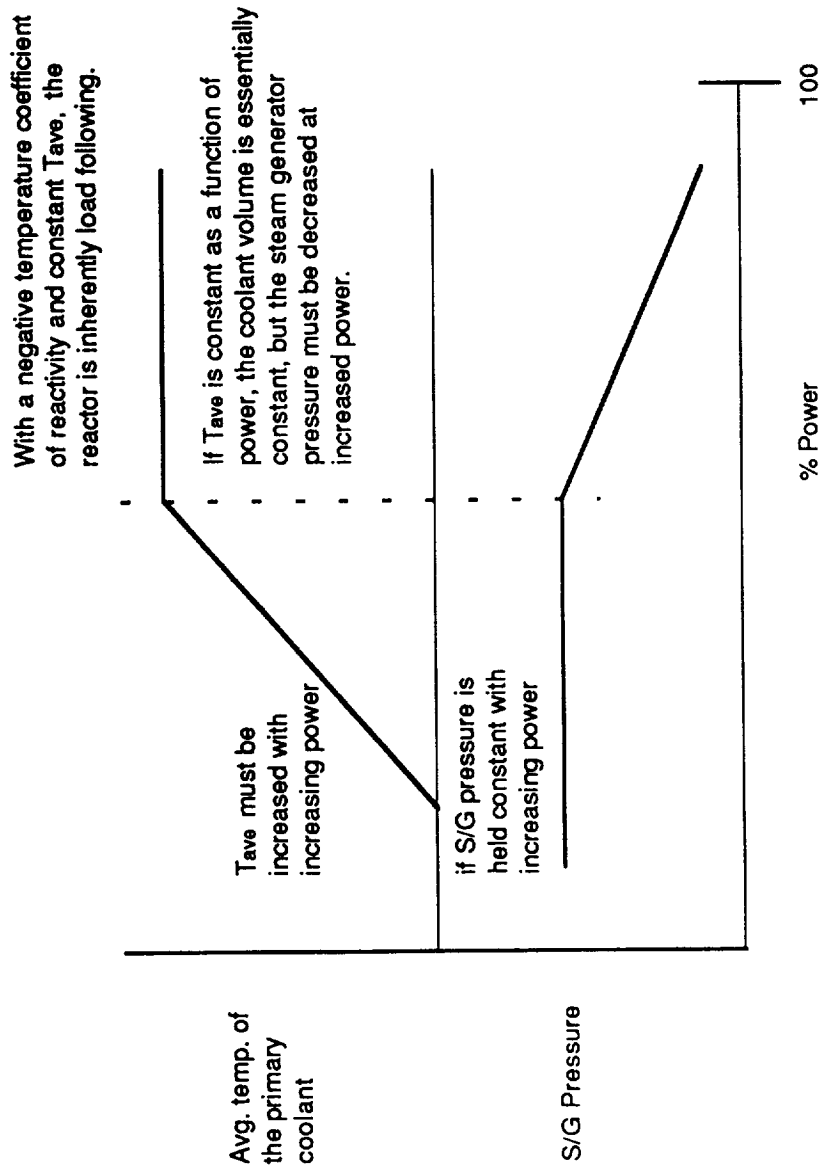 With a negative temperature coefficient
of reactivity and constant Tave, the
reactor is inherently load following.
Avg. temp. of
the primary
coolant
Tave must be
increased with
increasing power
If Tave is constant as a function of
power, the coolant volume is essentially
constant, but the steam generator
pressure must be decreased at
increased power.
if S/G pressure is
held constant with
increasing power
S/G Pressure
% Power
100